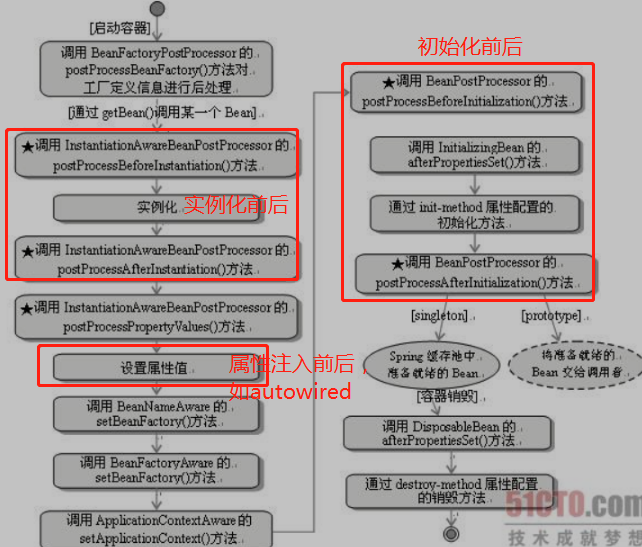 [启动容器]
调用 BeanFactoryPostProcessor 的
postProcessBeanFactory()方法对
工厂定义信息进行后处理
[通过 getBean()调用某一个 Bean]
★调用 InstantiationAwareBeanPostProcessor 的
postProcessBeforeInstantiation()方法
实例化
实例化前后
★调用 InstantiationAwareBeanPostProcessor 的
postProcessAfterInstantiation()方法
★调用 InstantiationAwareBeanPostProcessor 的
postProcessPropertyValues()方法
设置属性值
属性注入前后，
如autowired
调用 BeanNameAware 的
setBeanFactory()方法
调用 BeanFactoryAware 的
setBeanFactory()方法
调用 ApplicationContextAware 的
setApplicationContext()方法
初始化前后
★调用 BeanPostProcessor 的
postProcessBeforeInitialization()方法
调用 InitializingBean 的
afterPropertiesSet()方法
通过 init-method 属性配置的
初始化方法
★调用 BeanPostProcessor 的
postProcessAfterInitialization()方法
[singleton]
[prototype]
Spring 缓存池中
准备就绪的 Bean
将准备就绪的
Bean 交给调用者
[容器销毁]
调用 DisposableBean 的
afterPropertiesSet()方法
通过 destroy-method 属性配置
的销毁方法
51CTO.com
技术成就梦想